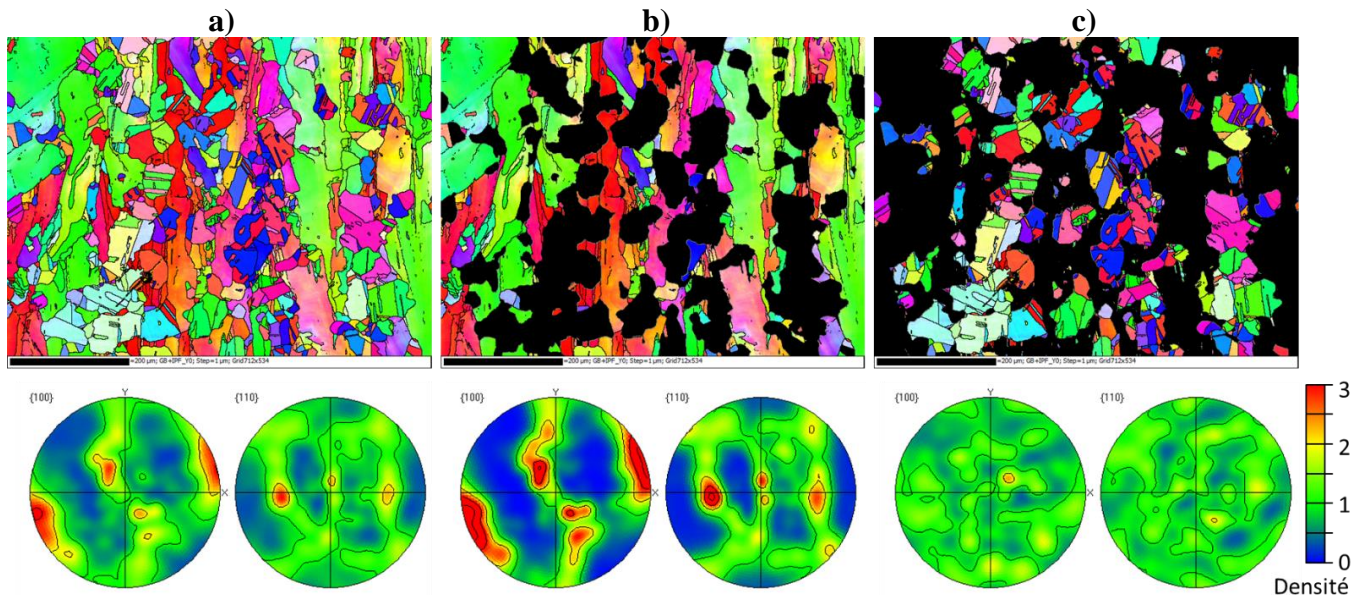 a) b) c)
=200 µm; GB+IPF_Y0; Step=1 µm; Grid712x534 =200 µm; GB+IPF_Y0; Step=1 µm; Grid712x534 =200 µm; GB+IPF_Y0; Step=1 µm; Grid712x534
{100} Y {110} {100} Y {110} {100} Y {110} 3
2
X X X
1
0
Densité